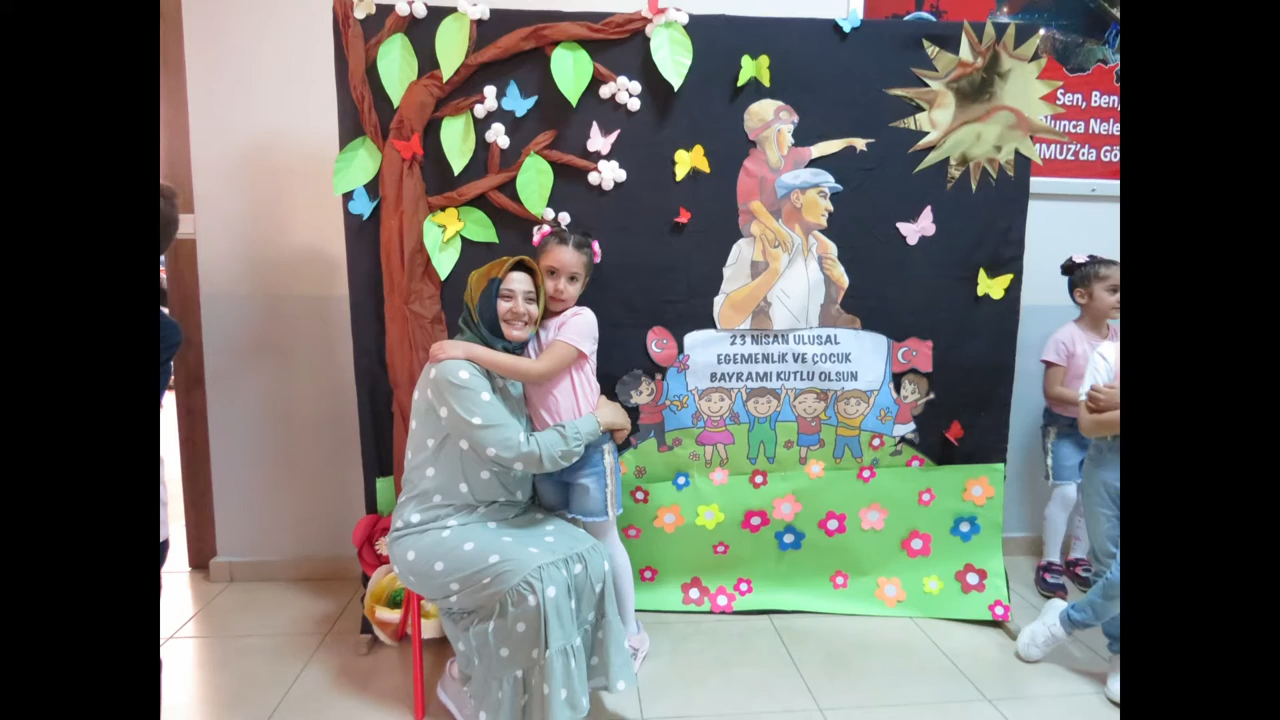 Sen, Ben,
Olunca Nele
MMUZ'da Gö
23 NİSAN ULUSAL
EGEMENLİK VE ÇOCUK
BAYRAMI KUTLU OLSUN